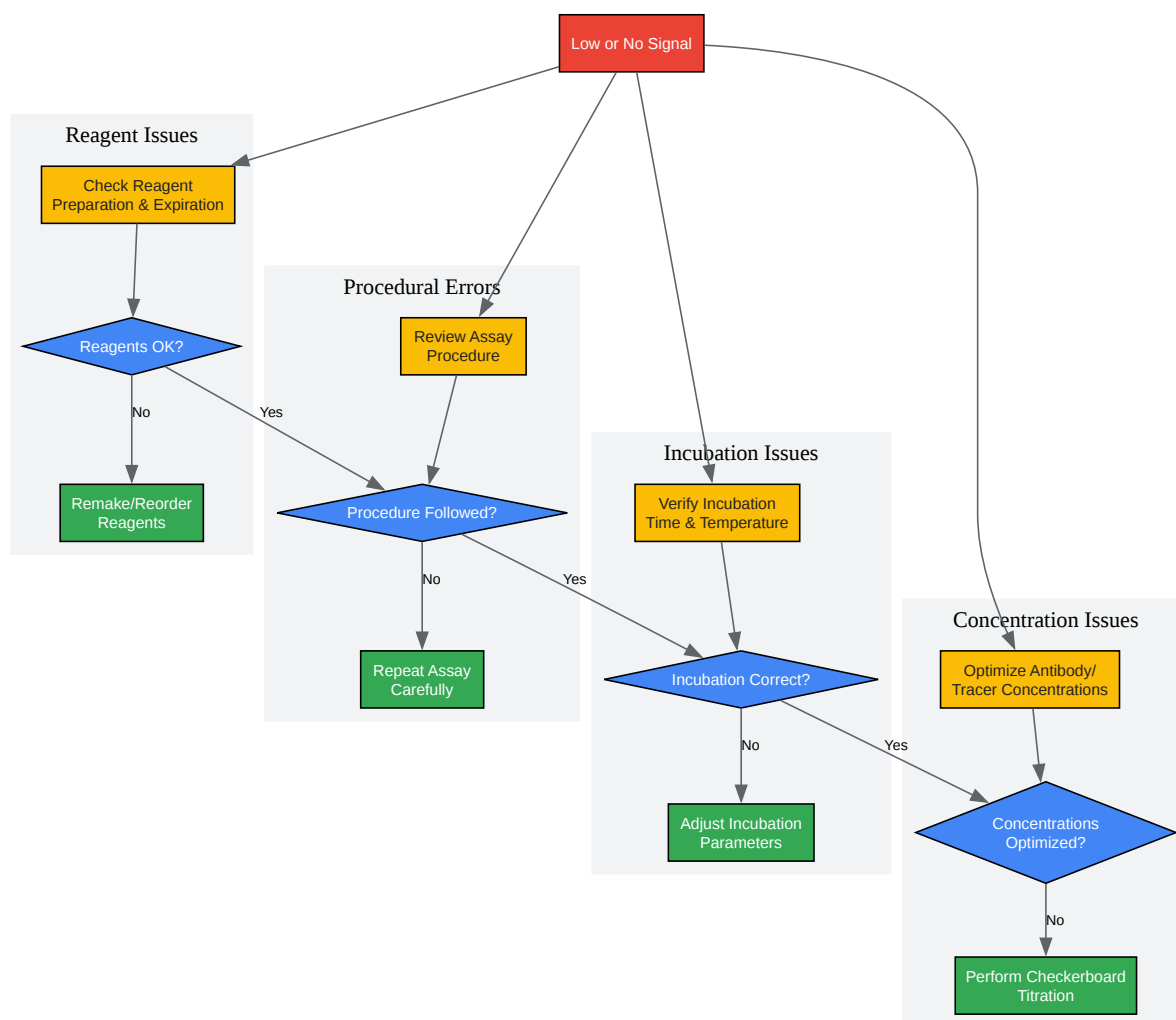 Low or No Signal
Reagent Issues
Check Reagent
Preparation & Expiration
Reagents OK?
No
Yes
Remake/Reorder
Reagents
Procedural Errors
Review Assay
Procedure
Procedure Followed?
No
Yes
Repeat Assay
Carefully
Incubation Issues
Verify Incubation
Time & Temperature
Incubation Correct?
No
Yes
Adjust Incubation
Parameters
Concentration Issues
Optimize Antibody/
Tracer Concentrations
Concentrations
Optimized?
No
Perform Checkerboard
Titration